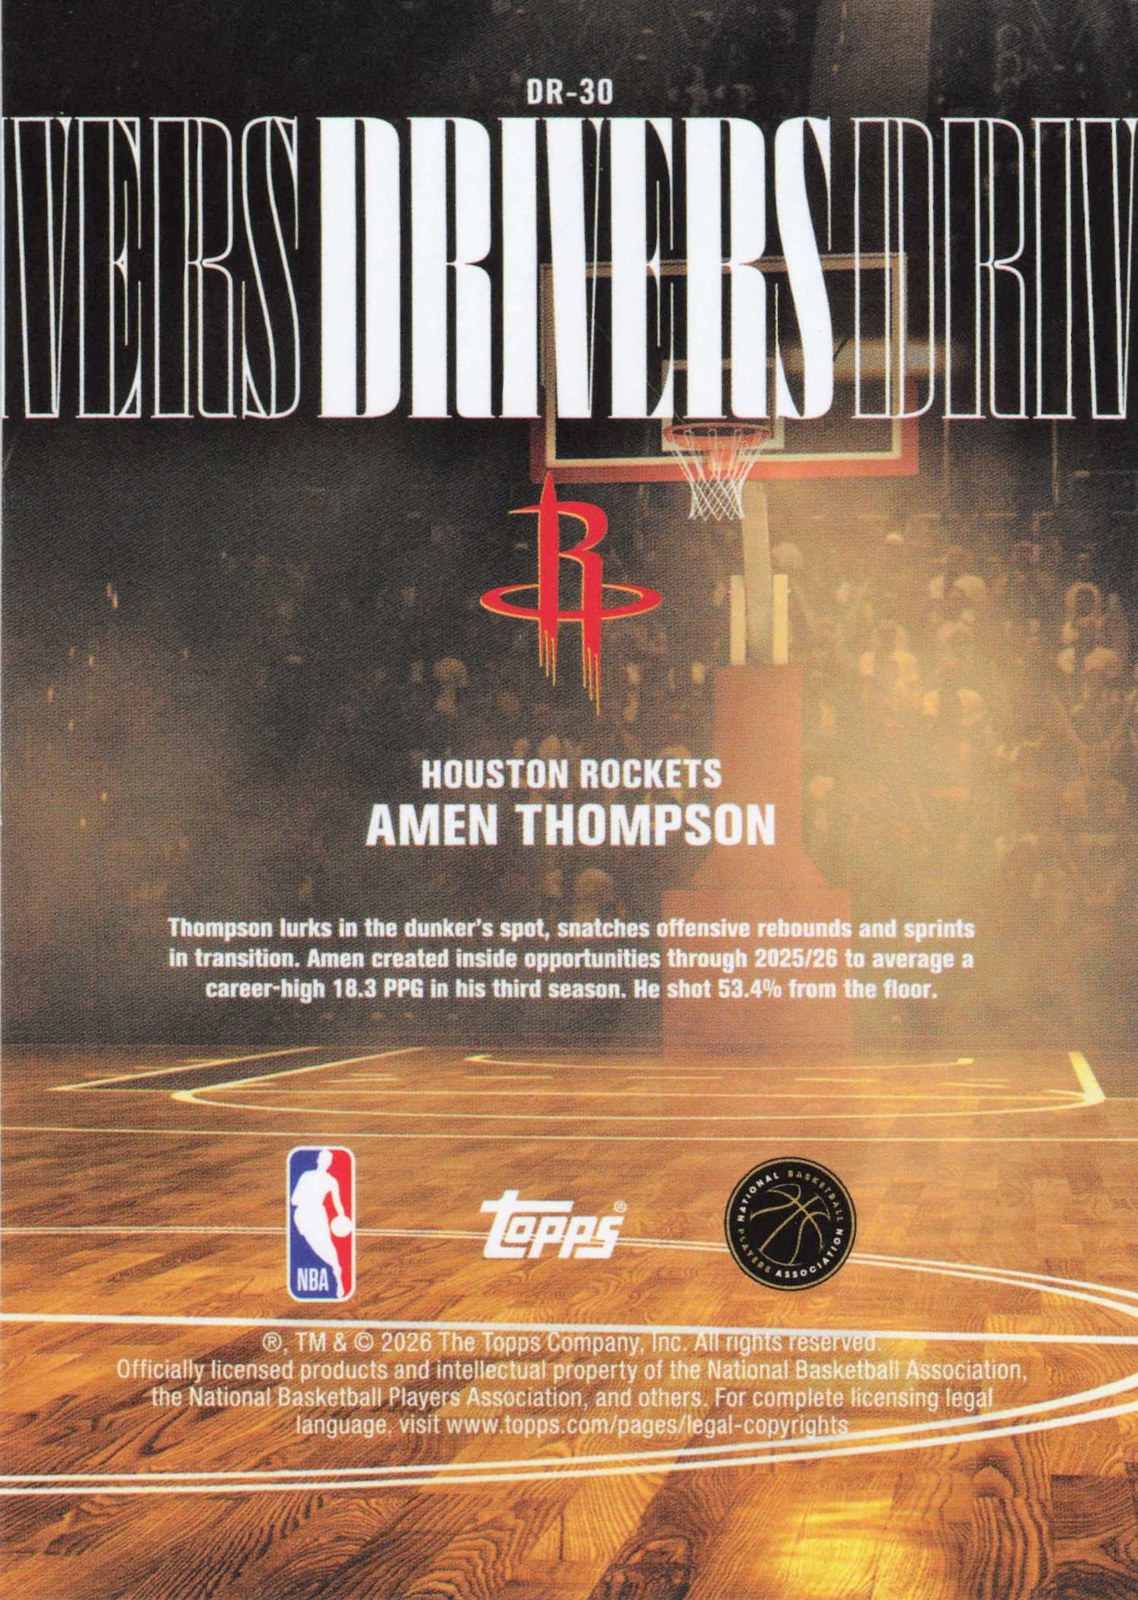 DR-30
IVERS DRIVERS DRIV
HOUSTON ROCKETS
AMEN THOMPSON
Thompson lurks in the dunker's spot, snatches offensive rebounds and sprints
in transition. Amen created inside opportunities through 2025/26 to average a
career-high 18.3 PPG in his third season. He shot 53.4% from the floor.
NBA
topps®
NATIONAL BASKETBALL
PLAYERS ASSOCIATION
®, TM & © 2026 The Topps Company, Inc. All rights reserved.
Officially licensed products and intellectual property of the National Basketball Association,
the National Basketball Players Association, and others. For complete licensing legal
language. visit www.topps.com/pages/legal-copyrights